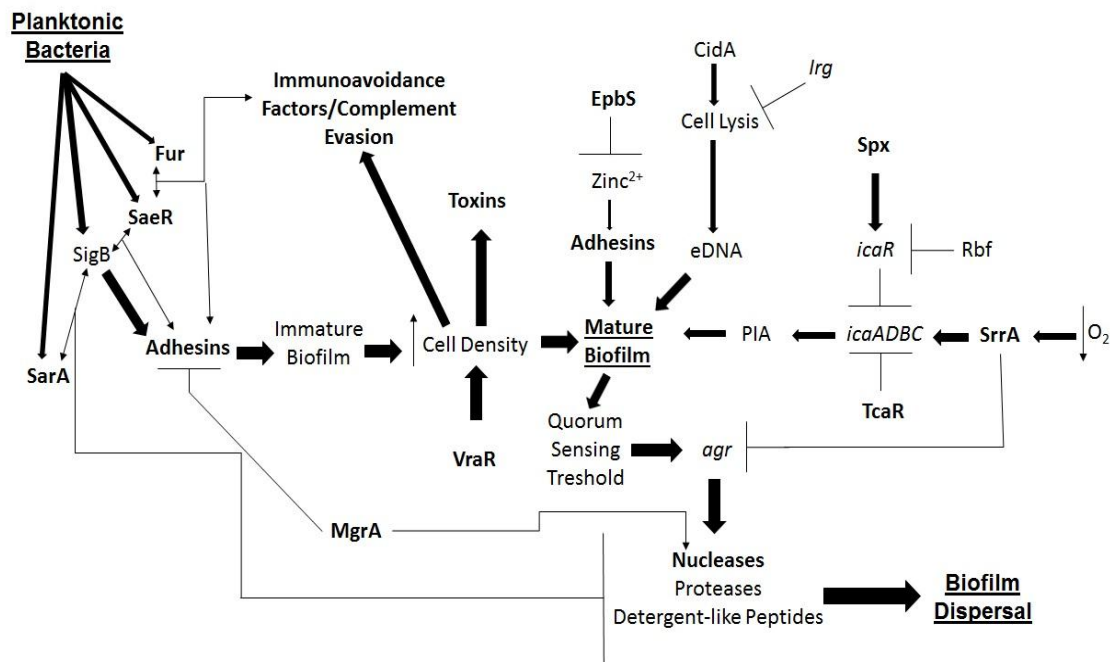 Planktonic
Bacteria
Immunoavoidance
Factors/Complement
Evasion
Fur
SaeR
SigB
SarA
Adhesins
Immature
Biofilm
Toxins
Cell Density
VraR
MgrA
EpbS
Zinc²⁺
Adhesins
CidA
lrg
Cell Lysis
eDNA
Mature
Biofilm
PIA
Spx
icaR
Rbf
icaADBC
SrrA
O₂
TcaR
Quorum
Sensing
Treshold
agr
Nucleases
Proteases
Detergent-like Peptides
Biofilm
Dispersal